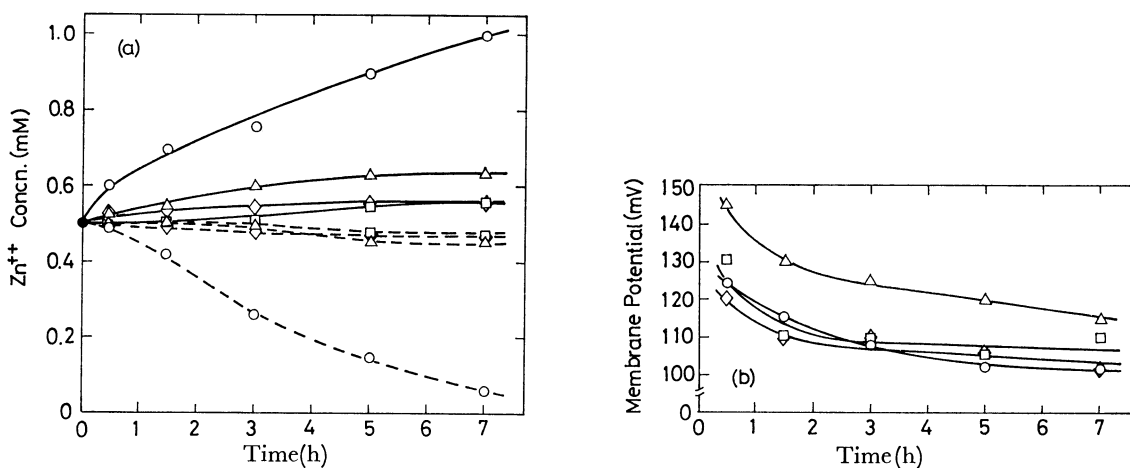 (a)
Zn++ Concn. (mM)
1.0
0.8
0.6
0.4
0.2
0
0 1 2 3 4 5 6 7
Time(h)
(b)
Membrane Potential(mV)
150
140
130
120
110
100
0
0 1 2 3 4 5 6 7
Time (h)